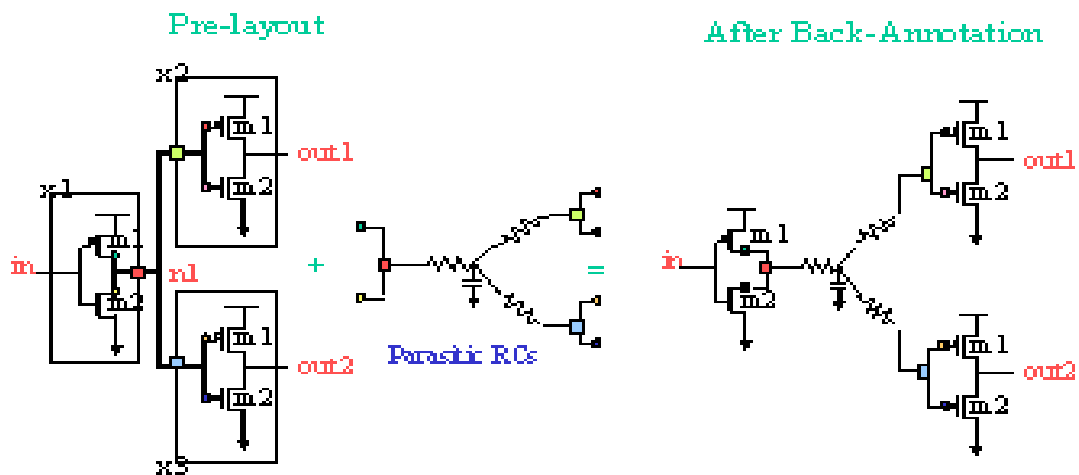 Pre-layout
After Back-Annotation
x2
m1
m2
out1
x1
m1
m2
in
n1
+
Parasitic RCs
=
m1
m2
out2
x3
in
m1
m2
m1
m2
out1
m1
m2
out2